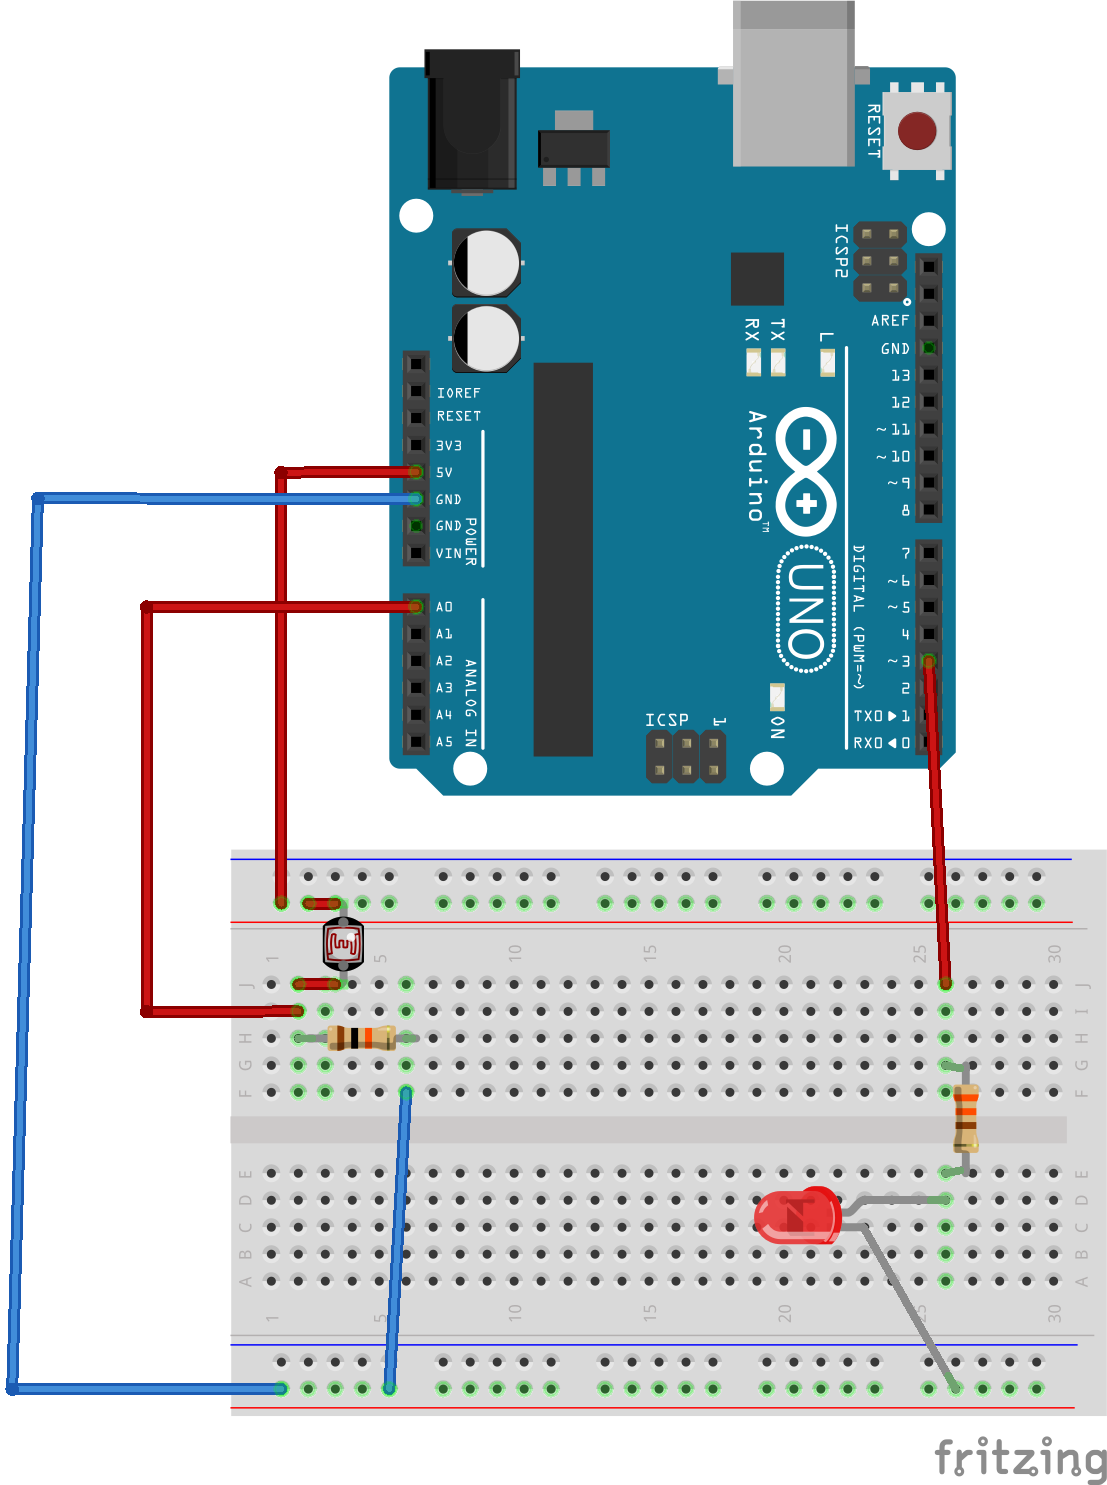 RESET
ICSP2
AREF
GND
13
12
~11
~10
~9
8
RX
TX
L
IOREF
RESET
3V3
5V
GND
GND
VIN
POWER
Arduino™
UNO
A0
A1
A2
A3
A4
A5
ANALOG IN
7
~6
~5
4
~3
2
TX0▶1
RX0◀0
DIGITAL (PWM=~)
ICSP
1
ON
1
5
10
15
20
25
30
J J
I I
H H
G G
F F
E E
D D
C C
B B
A A
1
5
10
15
20
25
30
fritzing